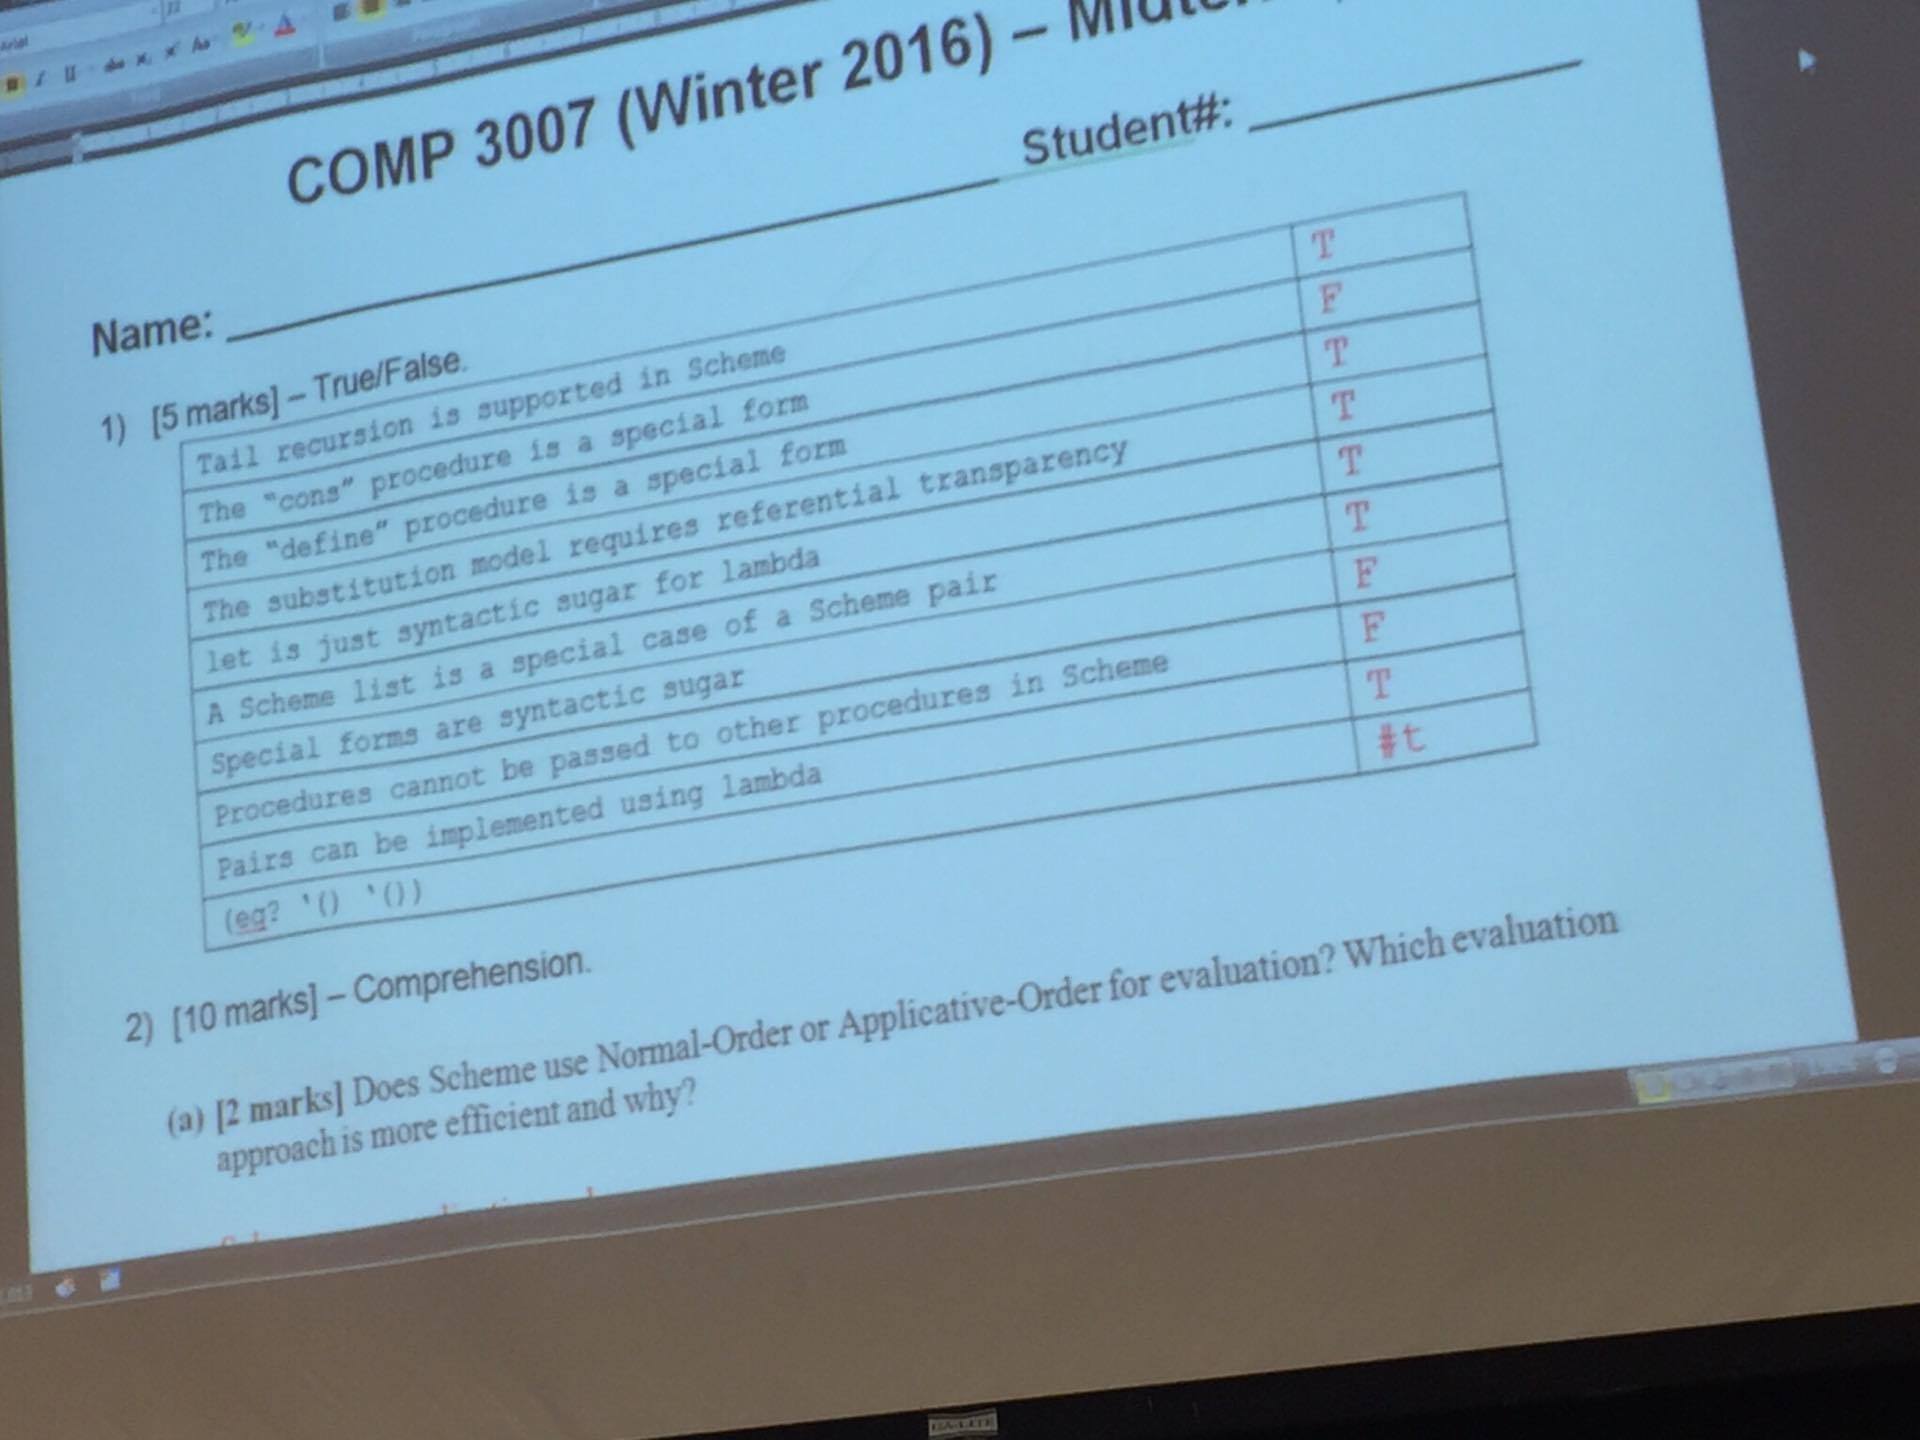 Arial
COMP 3007 (Winter 2016) –
Name: Student#:
1) [5 marks] – True/False.
Tail recursion is supported in Scheme T
The "cons" procedure is a special form F
The "define" procedure is a special form T
The substitution model requires referential transparency T
let is just syntactic sugar for lambda T
A Scheme list is a special case of a Scheme pair T
Special forms are syntactic sugar F
Procedures cannot be passed to other procedures in Scheme F
Pairs can be implemented using lambda T
(eq? '() '()) #t
2) [10 marks] – Comprehension.
(a) [2 marks] Does Scheme use Normal-Order or Applicative-Order for evaluation? Which evaluation
approach is more efficient and why?
DA-LITE